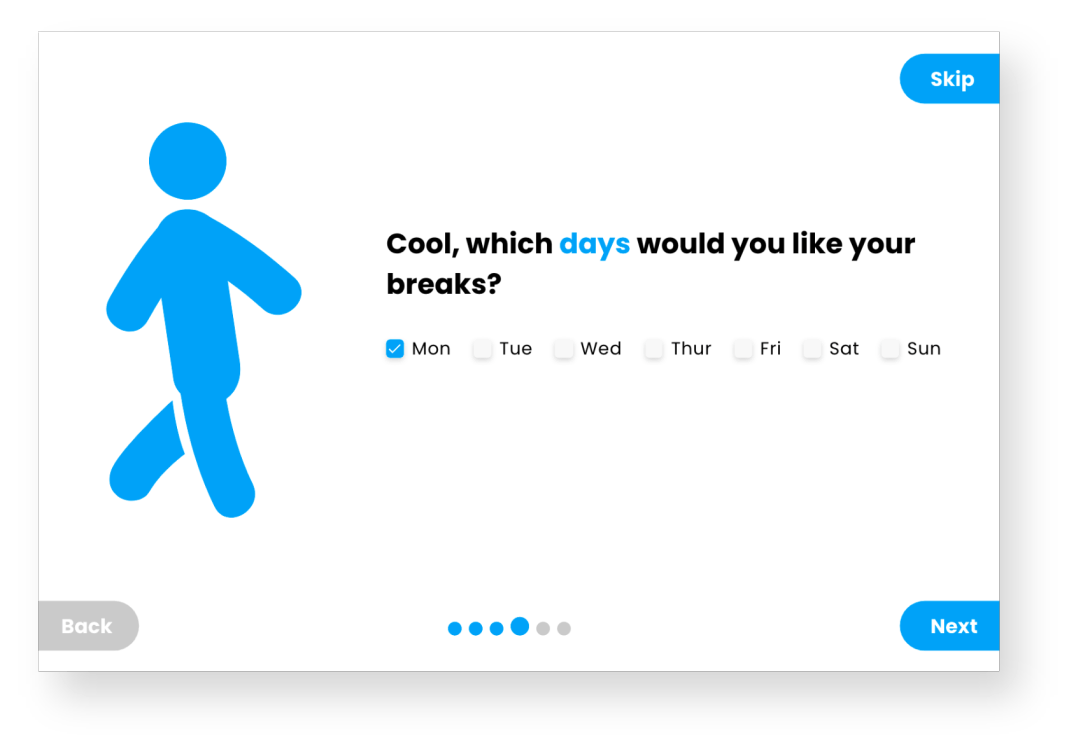 Skip
Cool, which days would you like your
breaks?
Mon Tue Wed Thur Fri Sat Sun
Back Next